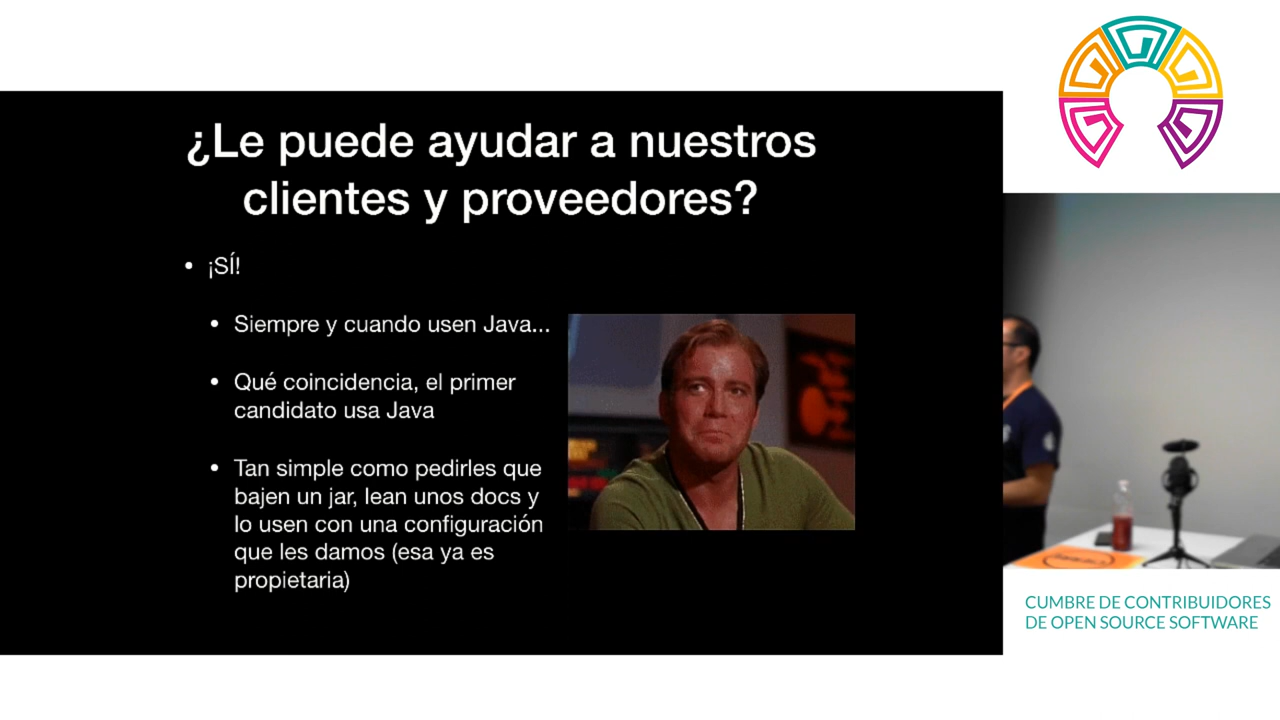 ¿Le puede ayudar a nuestros
clientes y proveedores?
• ¡SÍ!
• Siempre y cuando usen Java...
• Qué coincidencia, el primer
candidato usa Java
• Tan simple como pedirles que
bajen un jar, lean unos docs y
lo usen con una configuración
que les damos (esa ya es
propietaria)
CUMBRE DE CONTRIBUIDORES
DE OPEN SOURCE SOFTWARE